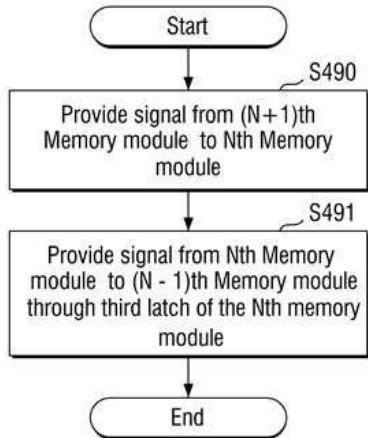 Start
S490
Provide signal from (N+1)th
Memory module to Nth Memory
module
S491
Provide signal from Nth Memory
module to (N - 1)th Memory module
through third latch of the Nth memory
module
End